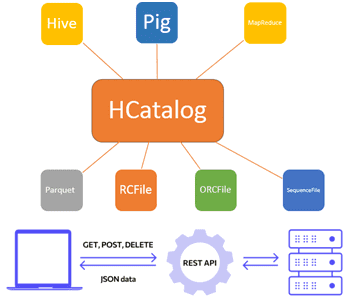 Hive
Pig
MapReduce
HCatalog
Parquet
RCFile
ORCFile
SequenceFile
GET, POST, DELETE
REST API
JSON data